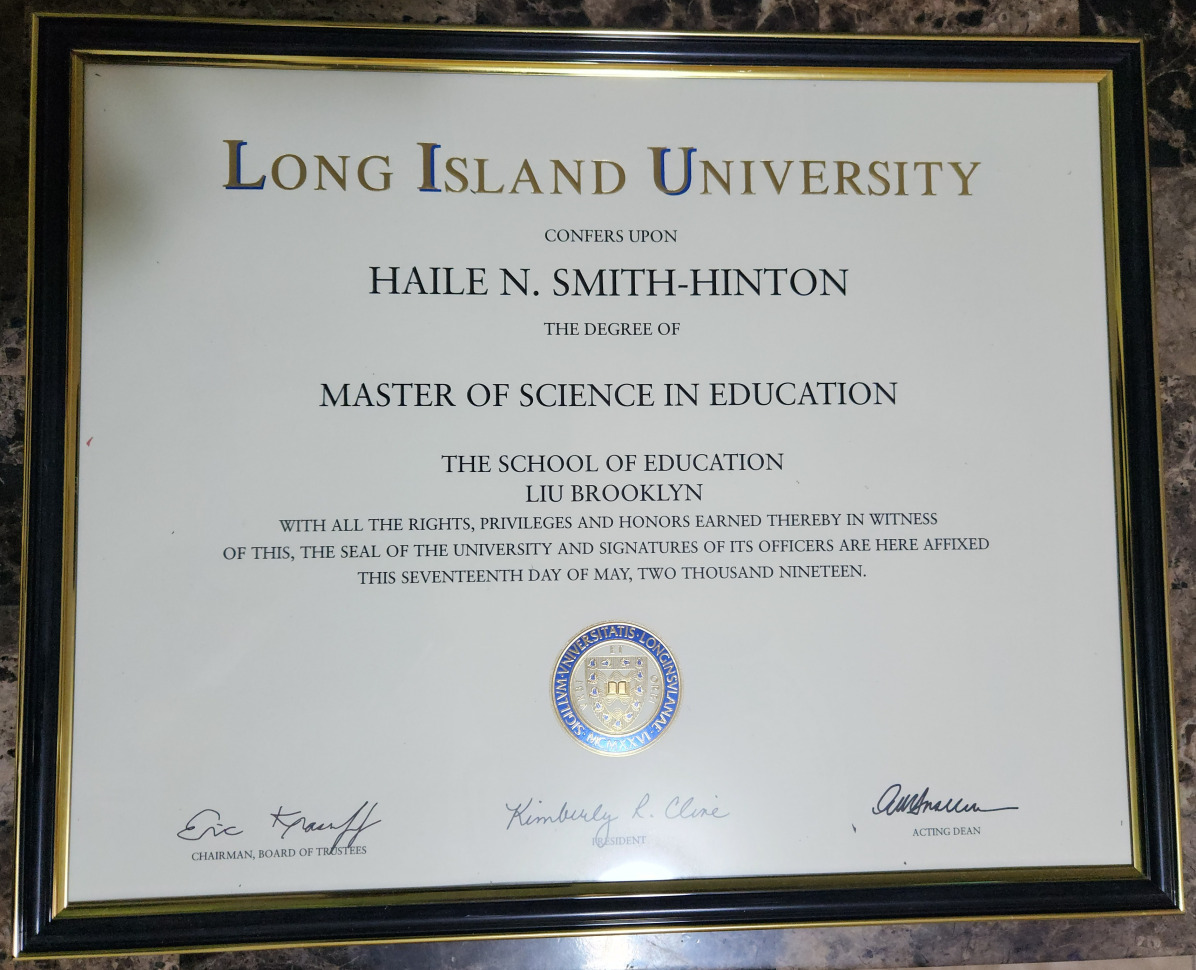 LONG ISLAND UNIVERSITY
CONFERS UPON
HAILE N. SMITH-HINTON
THE DEGREE OF
MASTER OF SCIENCE IN EDUCATION
THE SCHOOL OF EDUCATION
LIU BROOKLYN
WITH ALL THE RIGHTS, PRIVILEGES AND HONORS EARNED THEREBY IN WITNESS
OF THIS, THE SEAL OF THE UNIVERSITY AND SIGNATURES OF ITS OFFICERS ARE HERE AFFIXED
THIS SEVENTEENTH DAY OF MAY, TWO THOUSAND NINETEEN.
SIGILLVM·VNIVERSITATIS·LONGINSVLANAE
MCMXXVI
Eric Krasnoff
CHAIRMAN, BOARD OF TRUSTEES
Kimberly R. Cline
PRESIDENT
ACTING DEAN